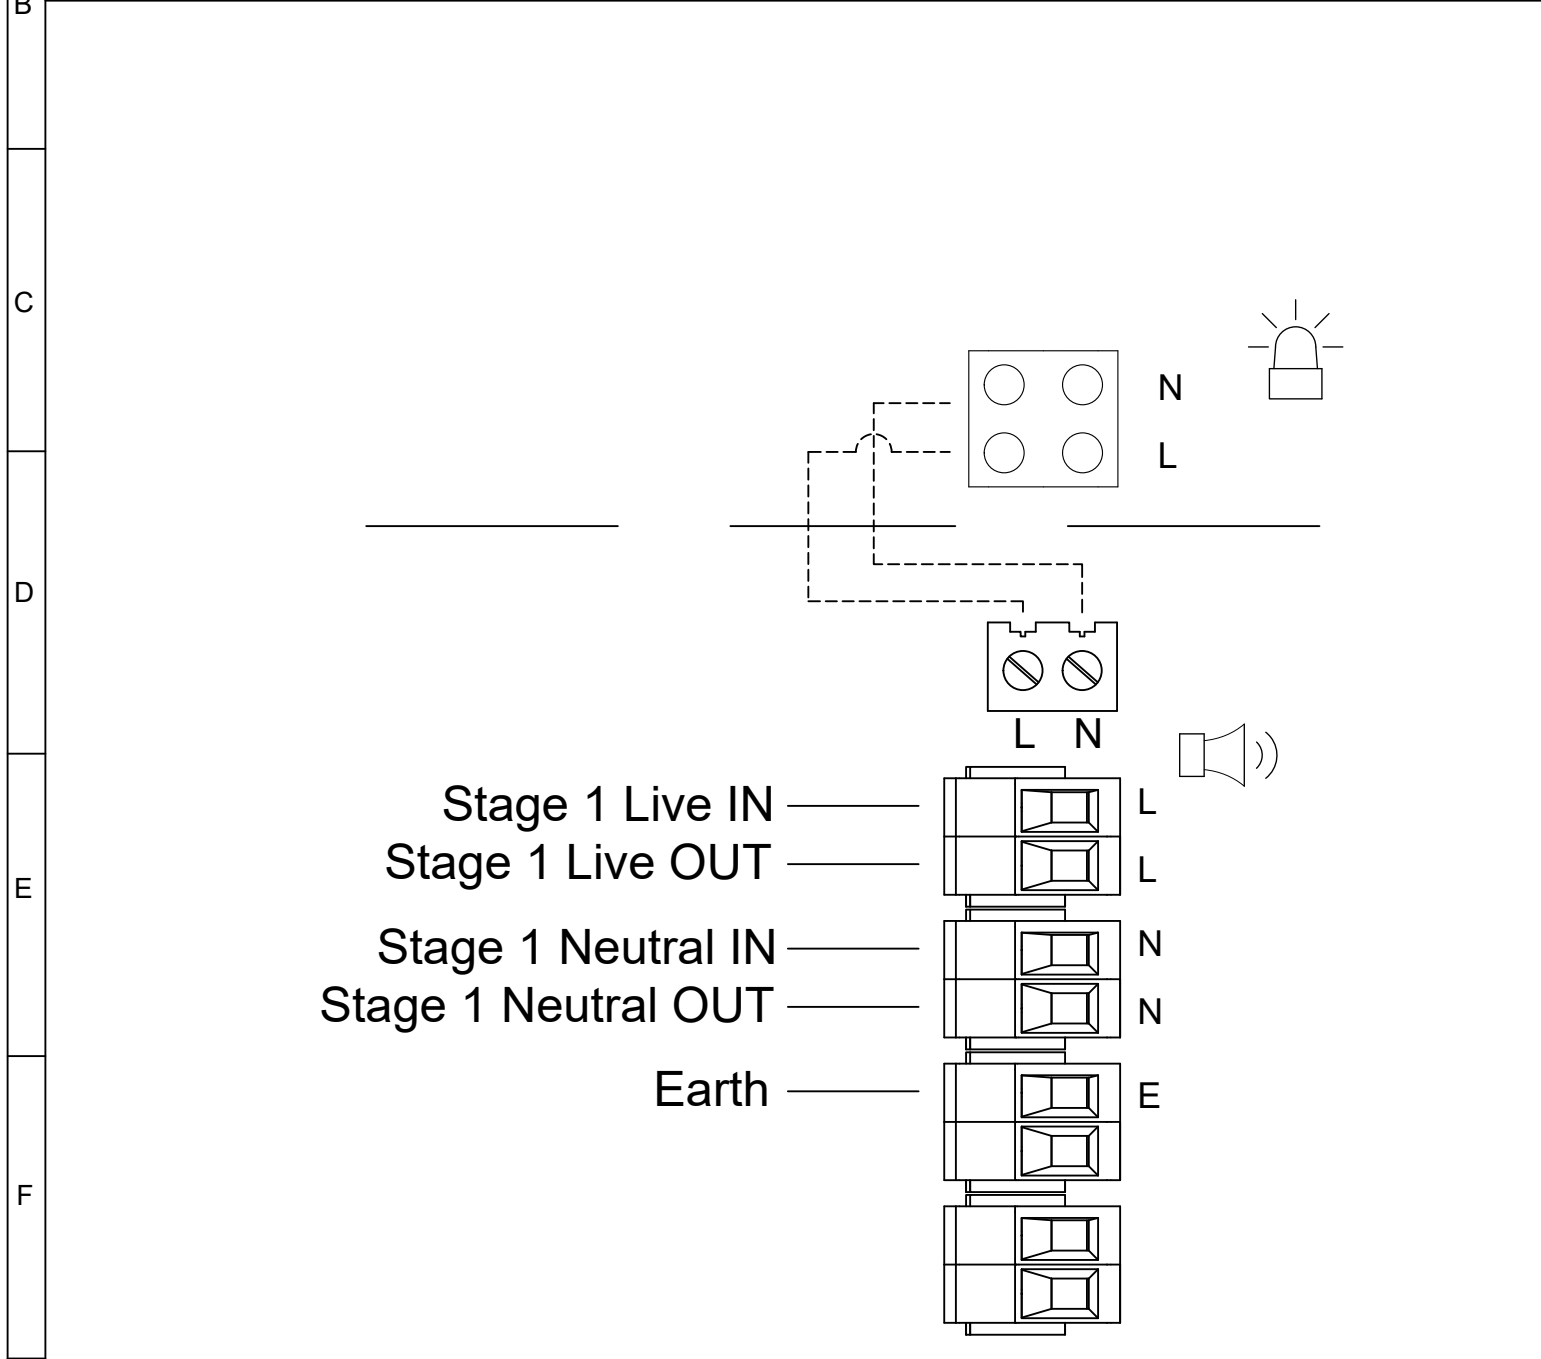 B
C
N
L
D
L N
Stage 1 Live IN L
Stage 1 Live OUT L
E
Stage 1 Neutral IN N
Stage 1 Neutral OUT N
Earth E
F